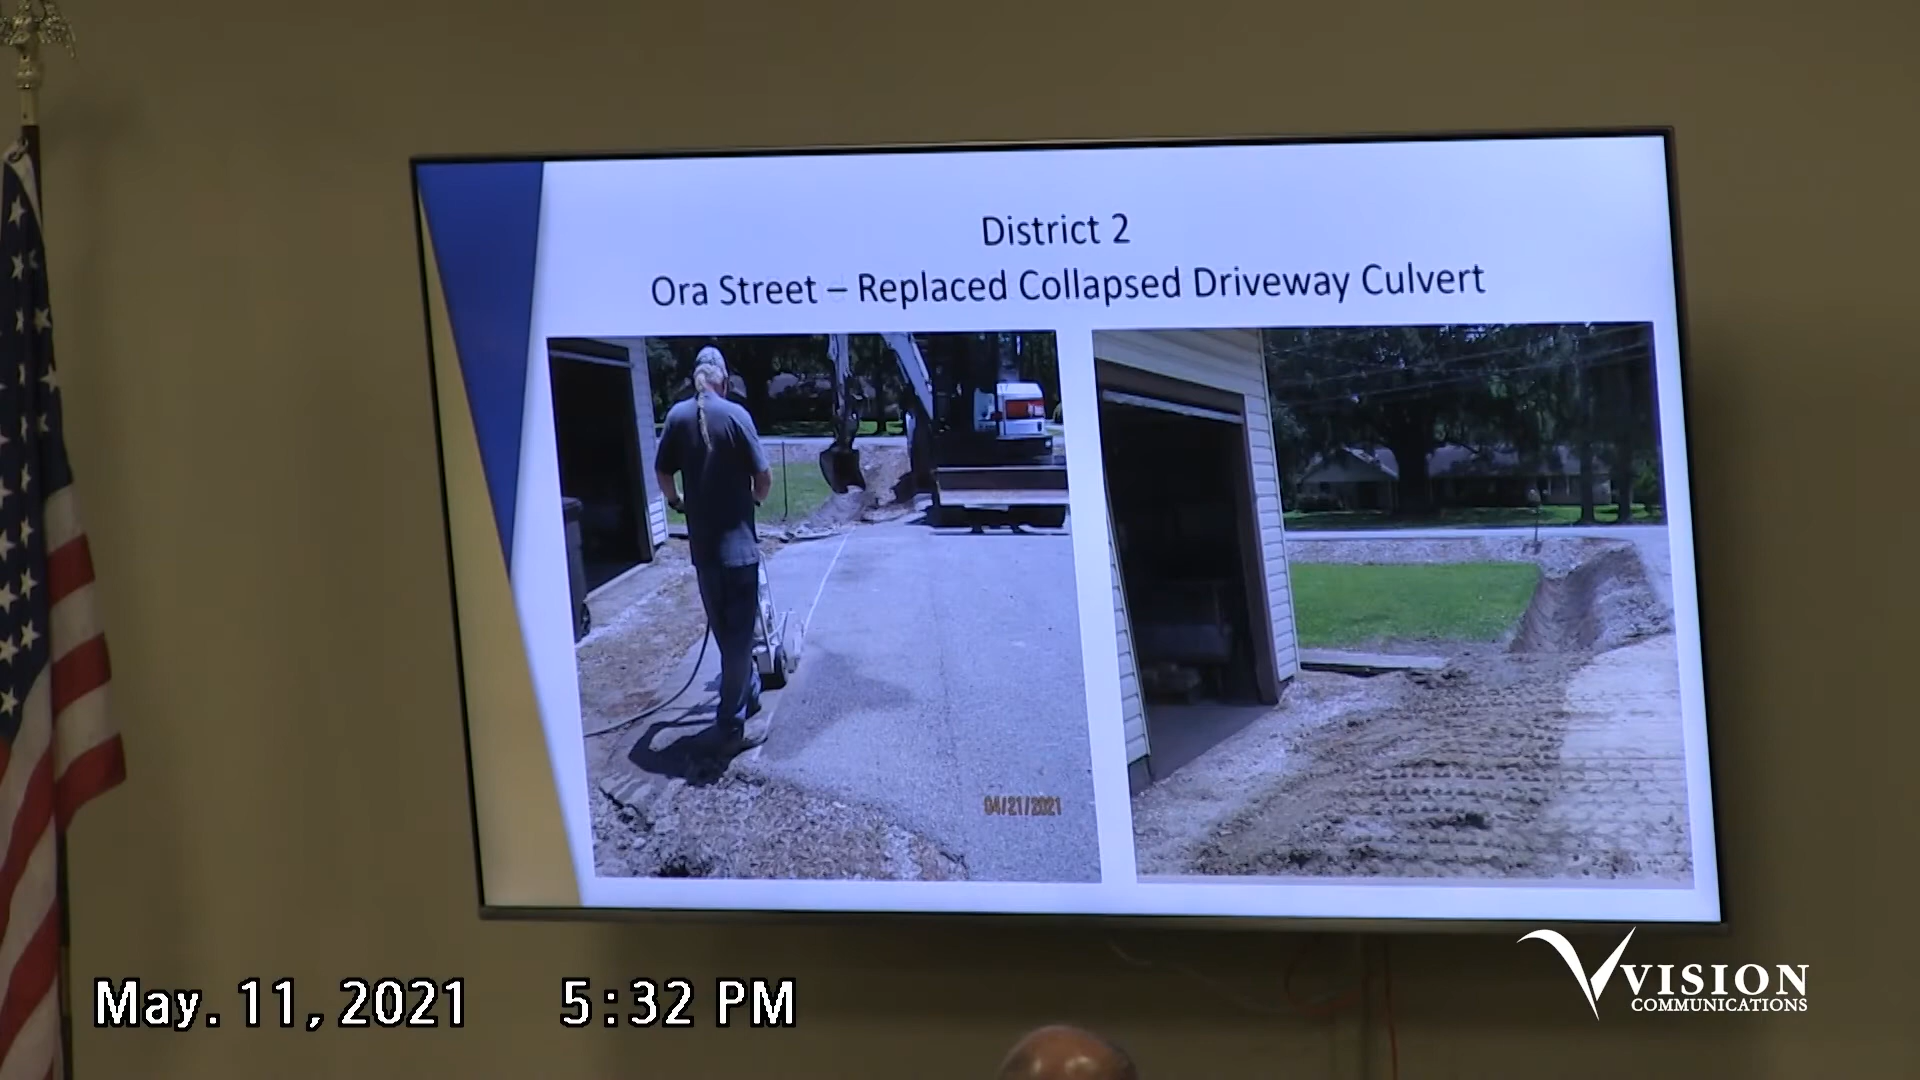 District 2
Ora Street – Replaced Collapsed Driveway Culvert
04/21/2021
May. 11, 2021 5:32 PM
VISION
COMMUNICATIONS